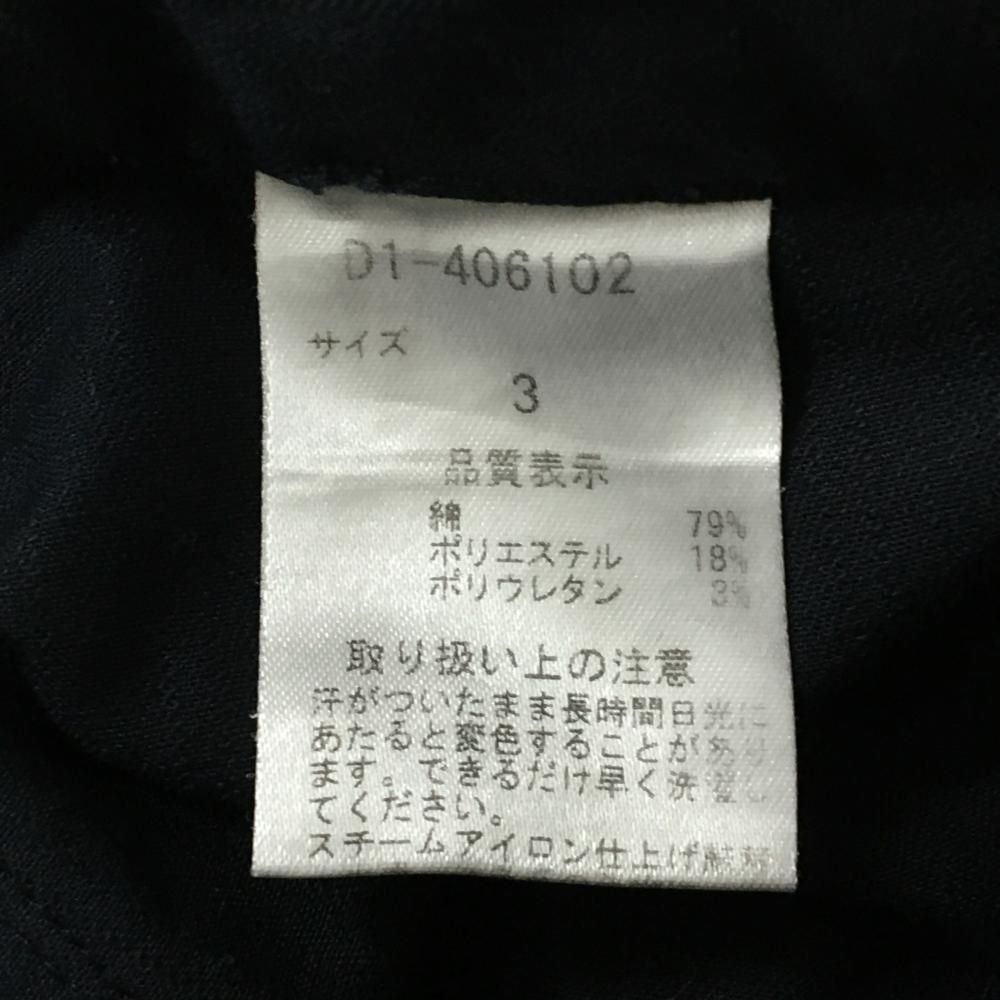 D1-406102
サイズ
3
品質表示
綿 79%
ポリエステル 18%
ポリウレタン 3%
取り扱い上の注意
汗がついたまま長時間日光に
あたると変色することがあり
ます。できるだけ早く洗濯し
てください。
スチームアイロン仕上げ